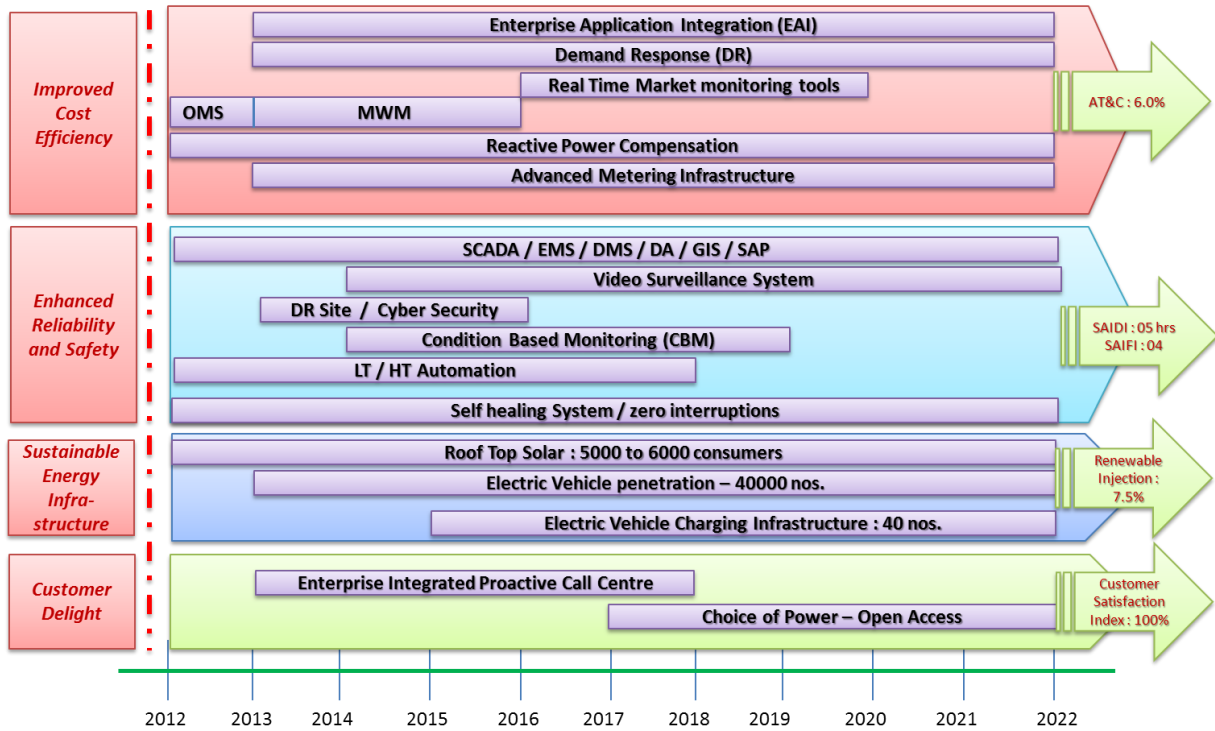 Improved
Cost
Efficiency
Enterprise Application Integration (EAI)
Demand Response (DR)
Real Time Market monitoring tools
OMS
MWM
Reactive Power Compensation
Advanced Metering Infrastructure
AT&C : 6.0%
Enhanced
Reliability
and Safety
SCADA / EMS / DMS / DA / GIS / SAP
Video Surveillance System
DR Site / Cyber Security
Condition Based Monitoring (CBM)
LT / HT Automation
Self healing System / zero interruptions
SAIDI : 05 hrs
SAIFI : 04
Sustainable
Energy
Infra-
structure
Roof Top Solar : 5000 to 6000 consumers
Electric Vehicle penetration – 40000 nos.
Electric Vehicle Charging Infrastructure : 40 nos.
Renewable
Injection :
7.5%
Customer
Delight
Enterprise Integrated Proactive Call Centre
Choice of Power – Open Access
Customer
Satisfaction
Index : 100%
2012 2013 2014 2015 2016 2017 2018 2019 2020 2021 2022